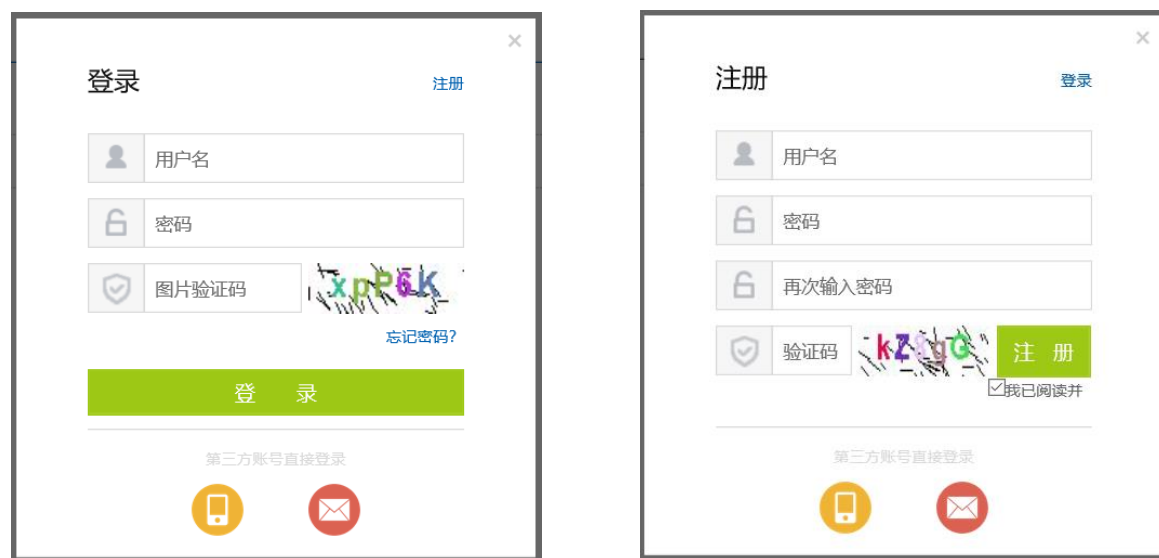 登录
注册
用户名
密码
图片验证码
xpP6K
忘记密码?
登 录
第三方账号直接登录
注册
登录
用户名
密码
再次输入密码
验证码
kZ8gG
注 册
我已阅读并
第三方账号直接登录